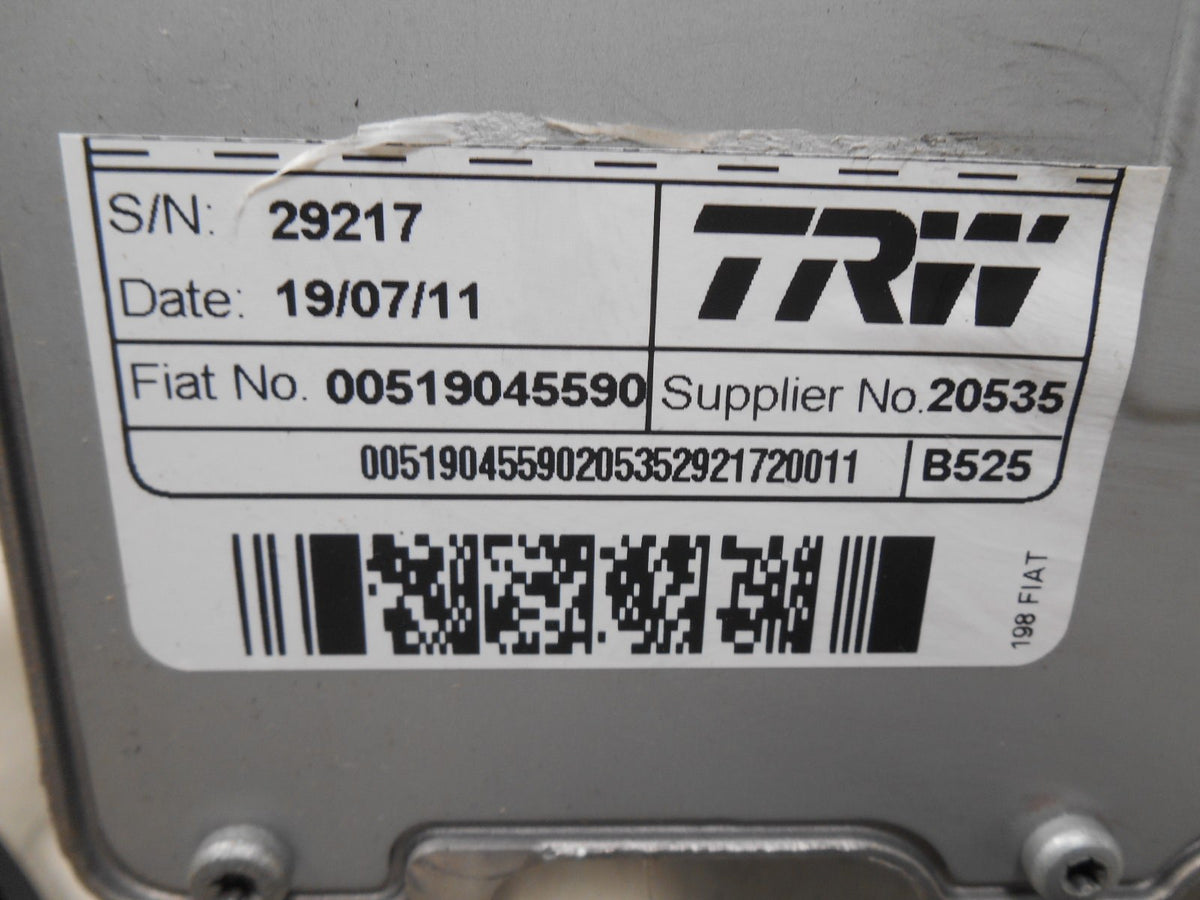 S/N: 29217
TRW
Date: 19/07/11
Fiat No. 00519045590
Supplier No. 20535
00519045590205352921720011
B525
198 FIAT